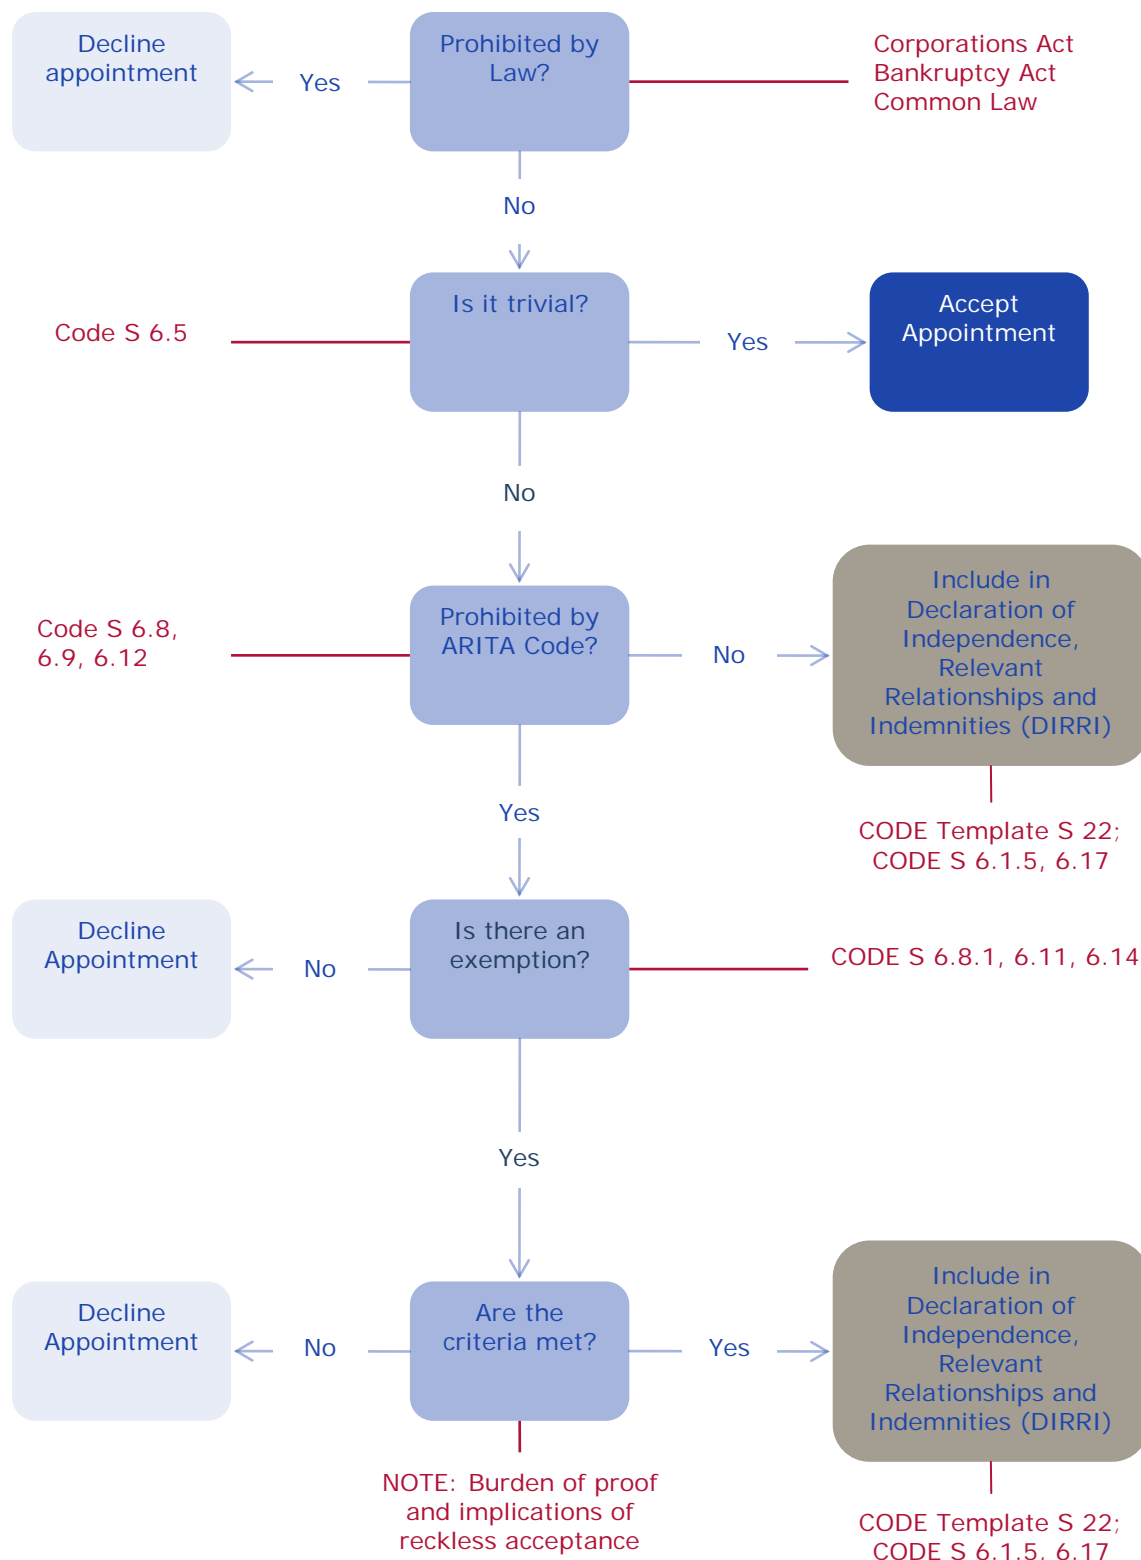 Decline
appointment
Yes
Prohibited by
Law?
Corporations Act
Bankruptcy Act
Common Law
No
Code S 6.5
Is it trivial?
Yes
Accept
Appointment
No
Code S 6.8,
6.9, 6.12
Prohibited by
ARITA Code?
No
Include in
Declaration of
Independence,
Relevant
Relationships and
Indemnities (DIRRI)
CODE Template S 22;
CODE S 6.1.5, 6.17
Yes
Decline
Appointment
No
Is there an
exemption?
CODE S 6.8.1, 6.11, 6.14
Yes
Decline
Appointment
No
Are the
criteria met?
Yes
Include in
Declaration of
Independence,
Relevant
Relationships and
Indemnities (DIRRI)
NOTE: Burden of proof
and implications of
reckless acceptance
CODE Template S 22;
CODE S 6.1.5, 6.17